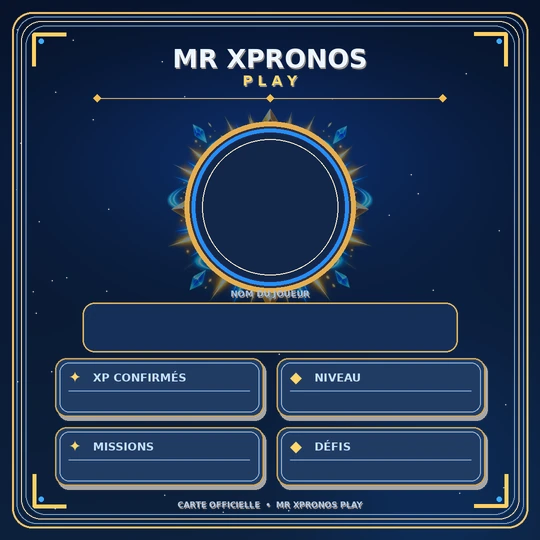 MR XPRONOS
PLAY
NOM DU JOUEUR
XP CONFIRMÉS
NIVEAU
MISSIONS
DÉFIS
CARTE OFFICIELLE • MR XPRONOS PLAY